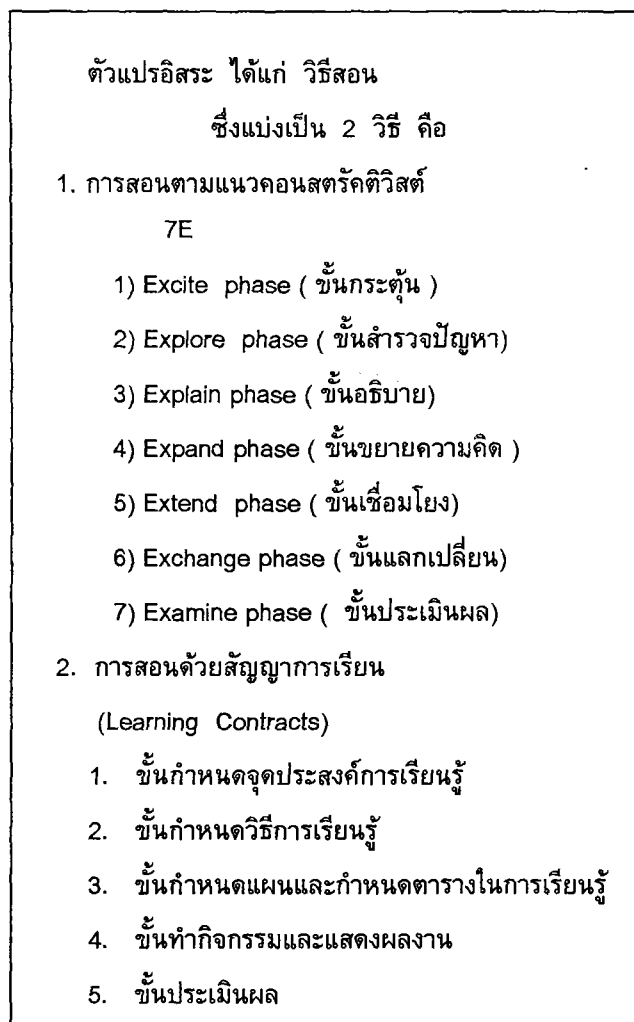 ตัวแปรอิสระ ได้แก่ วิธีสอน
ซึ่งแบ่งเป็น 2 วิธี คือ
1. การสอนตามแนวคอนสตรัคติวิสต์
7E
1) Excite phase ( ขั้นกระตุ้น )
2) Explore phase ( ขั้นสำรวจปัญหา)
3) Explain phase ( ขั้นอธิบาย)
4) Expand phase ( ขั้นขยายความคิด )
5) Extend phase ( ขั้นเชื่อมโยง)
6) Exchange phase ( ขั้นแลกเปลี่ยน)
7) Examine phase ( ขั้นประเมินผล)
2. การสอนด้วยสัญญาการเรียน
(Learning Contracts)
1. ขั้นกำหนดจุดประสงค์การเรียนรู้
2. ขั้นกำหนดวิธีการเรียนรู้
3. ขั้นกำหนดแผนและกำหนดตารางในการเรียนรู้
4. ขั้นทำกิจกรรมและแสดงผลงาน
5. ขั้นประเมินผล